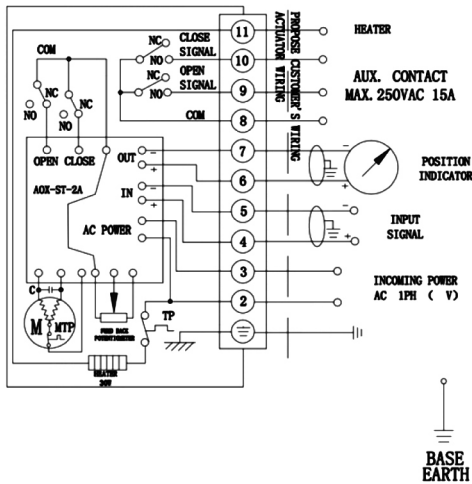 11
HEATER
NC
CLOSE
SIGNAL
COM
NO
10
AUX. CONTACT
MAX. 250VAC 15A
NC
OPEN
SIGNAL
NO
9
NC
NC
NO
NO
COM
8
PROPOSE CUSTOMER'S WIRING
ACTUATOR WIRING
OPEN CLOSE
OUT
-
+
7
-
POSITION
INDICATOR
+
6
AOX-ST-2A
IN
-
+
5
-
INPUT
SIGNAL
+
4
AC POWER
3
INCOMING POWER
AC 1PH ( V)
2
C
M
MTP
FEED BACK
POTENTIOMETER
TP
HEATER
BASE
EARTH